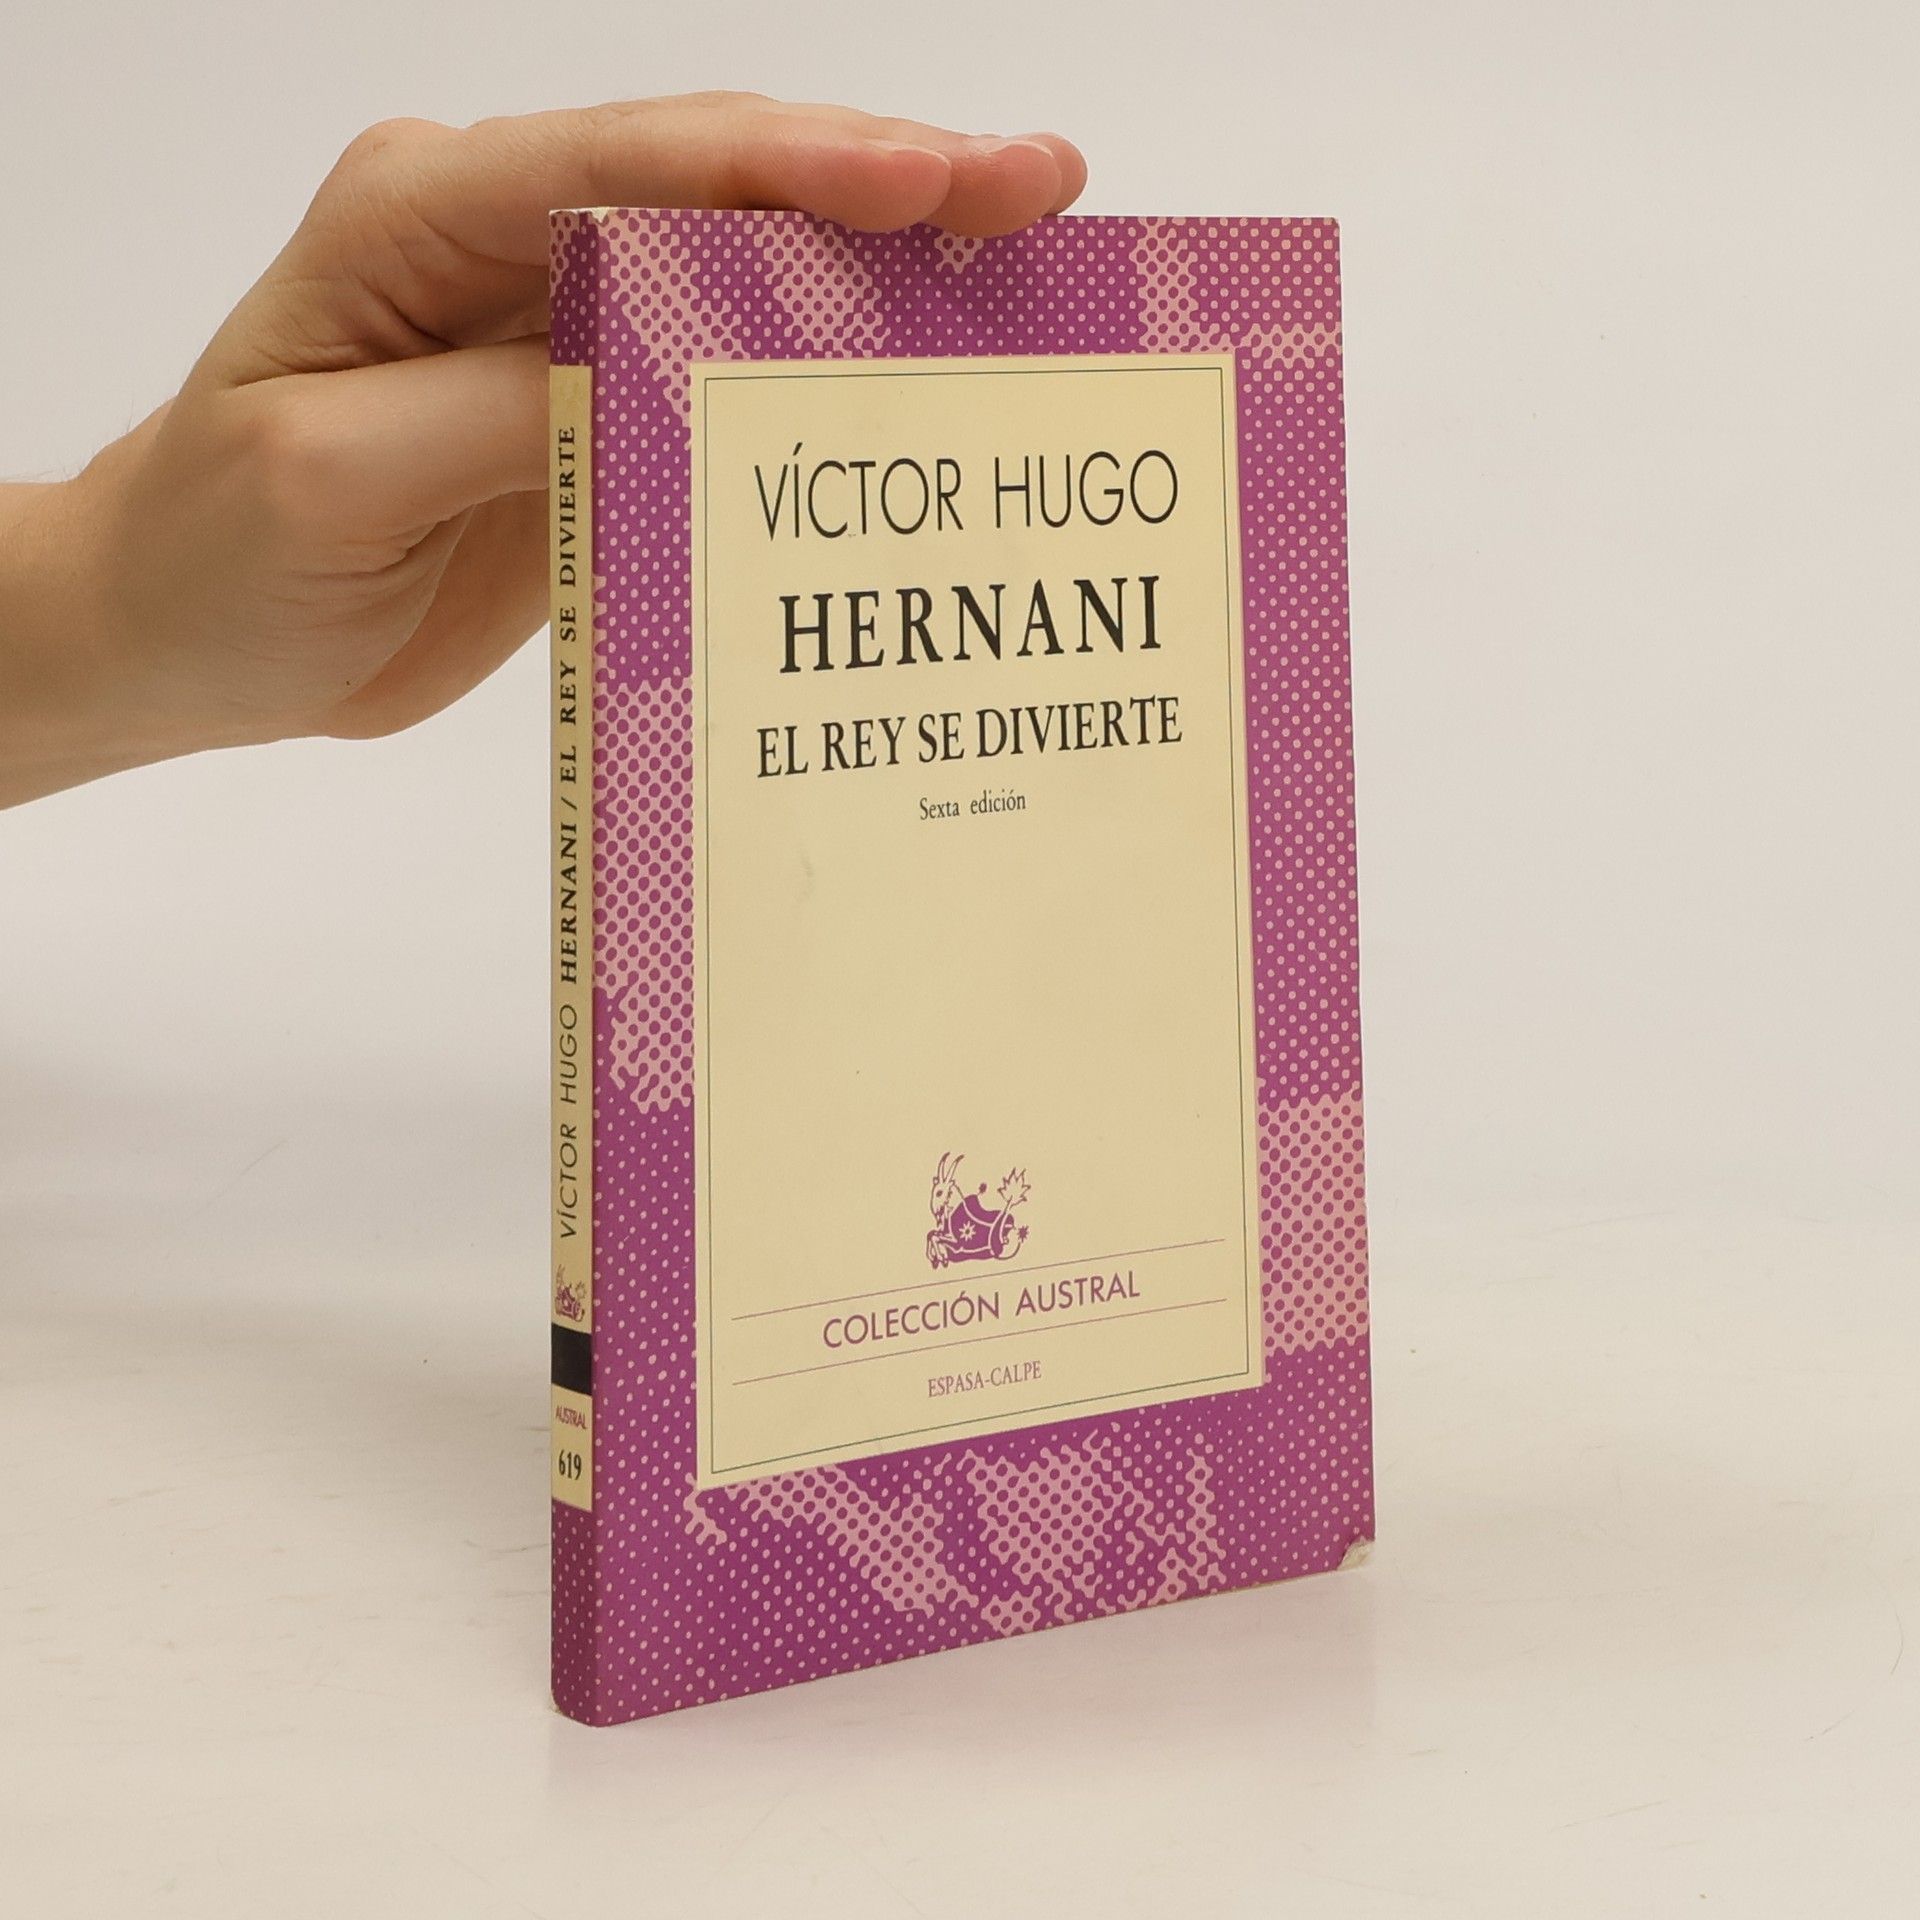 VÍCTOR HUGO
HERNANI
EL REY SE DIVIERTE
Sexta edición
COLECCIÓN AUSTRAL
ESPASA-CALPE
VÍCTOR HUGO HERNANI / EL REY SE DIVIERTE
AUSTRAL
619